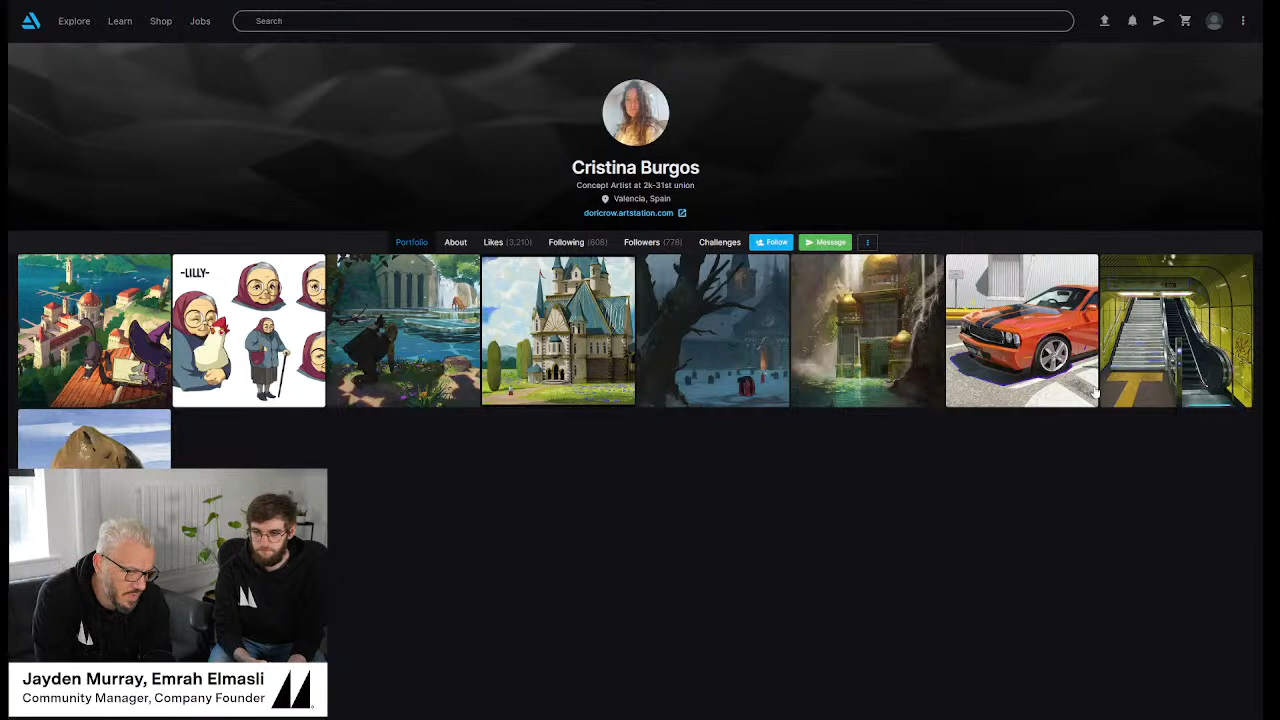 Explore Learn Shop Jobs Search
Cristina Burgos
Concept Artist at 2k-31st union
Valencia, Spain
doricrow.artstation.com
Portfolio About Likes (3,210) Following (608) Followers (778) Challenges Follow Message
-LILLY-
Jayden Murray, Emrah Elmasli
Community Manager, Company Founder